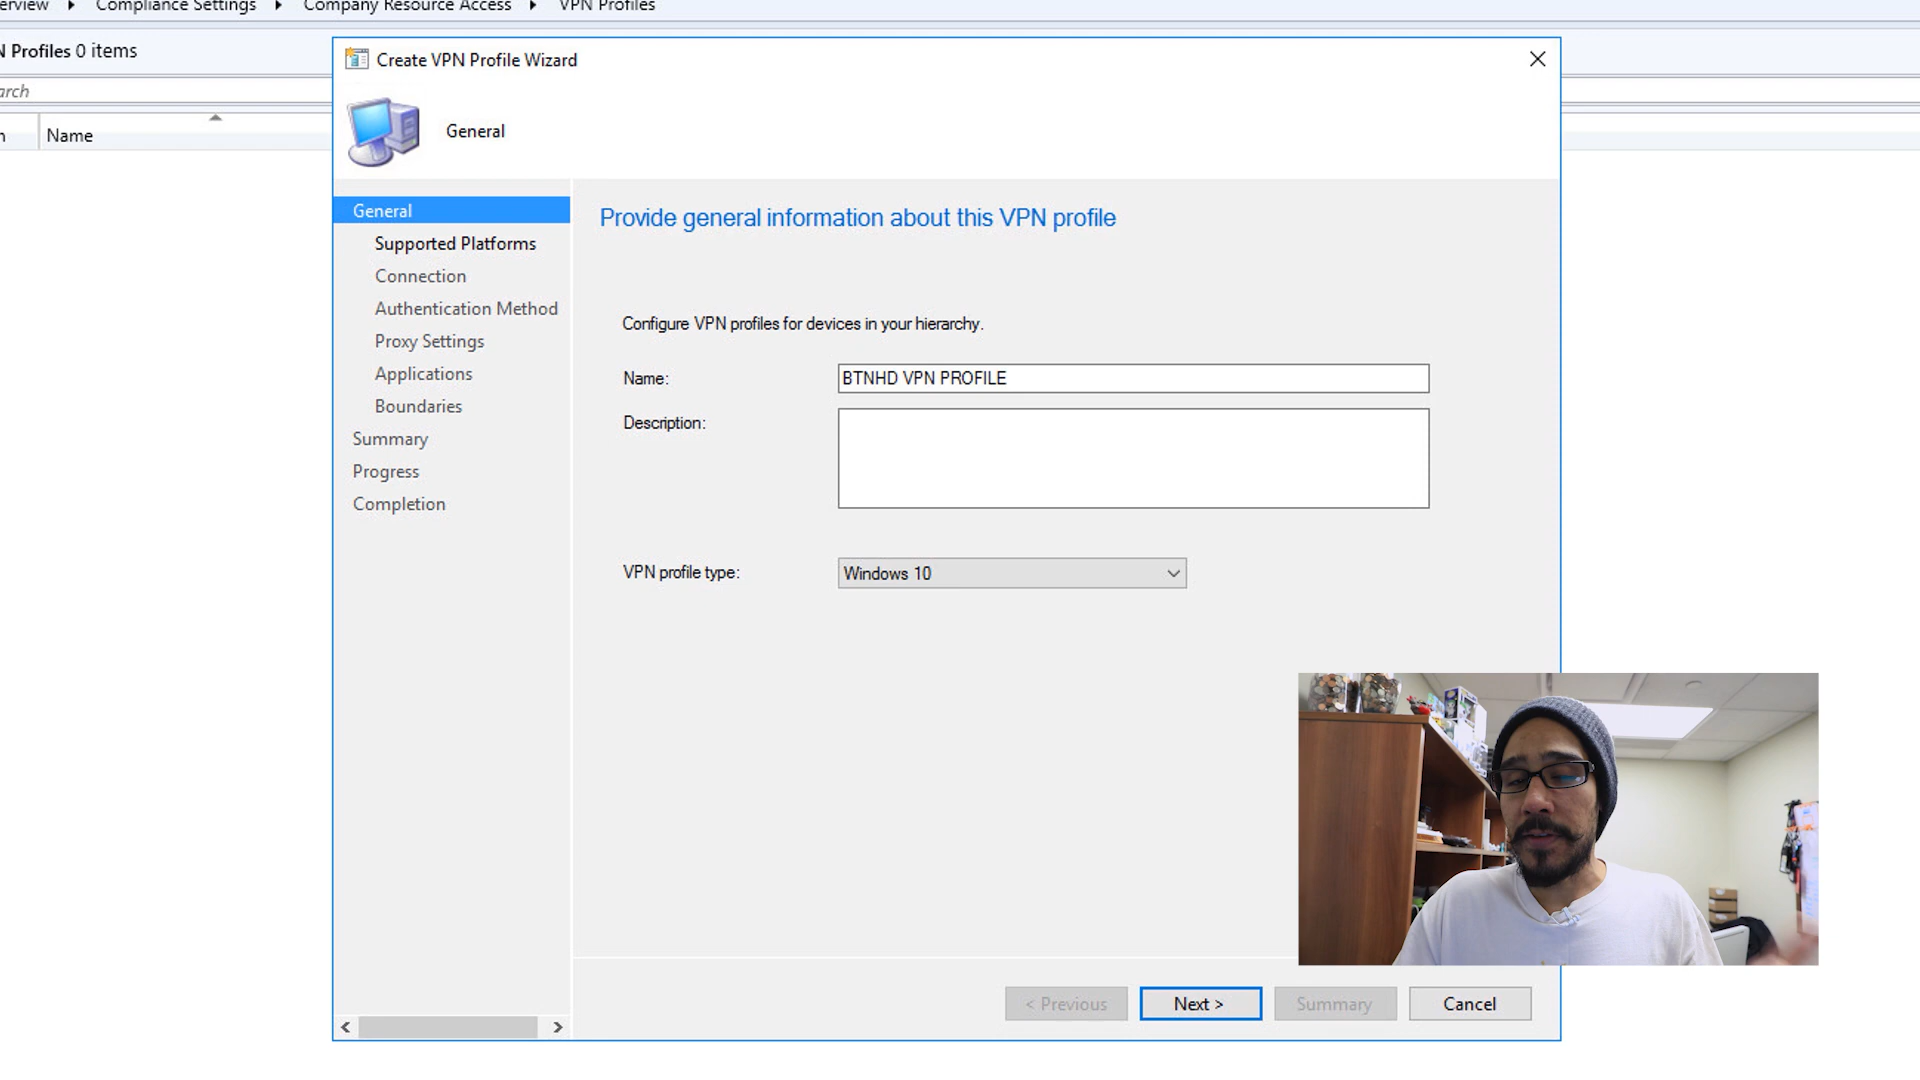 erview ▸ Compliance Settings ▸ Company Resource Access ▸ VPN Profiles
N Profiles 0 items
arch
n Name
Create VPN Profile Wizard
General
General
Supported Platforms
Connection
Authentication Method
Proxy Settings
Applications
Boundaries
Summary
Progress
Completion
Provide general information about this VPN profile
Configure VPN profiles for devices in your hierarchy.
Name: BTNHD VPN PROFILE
Description:
VPN profile type: Windows 10
< Previous Next > Summary Cancel